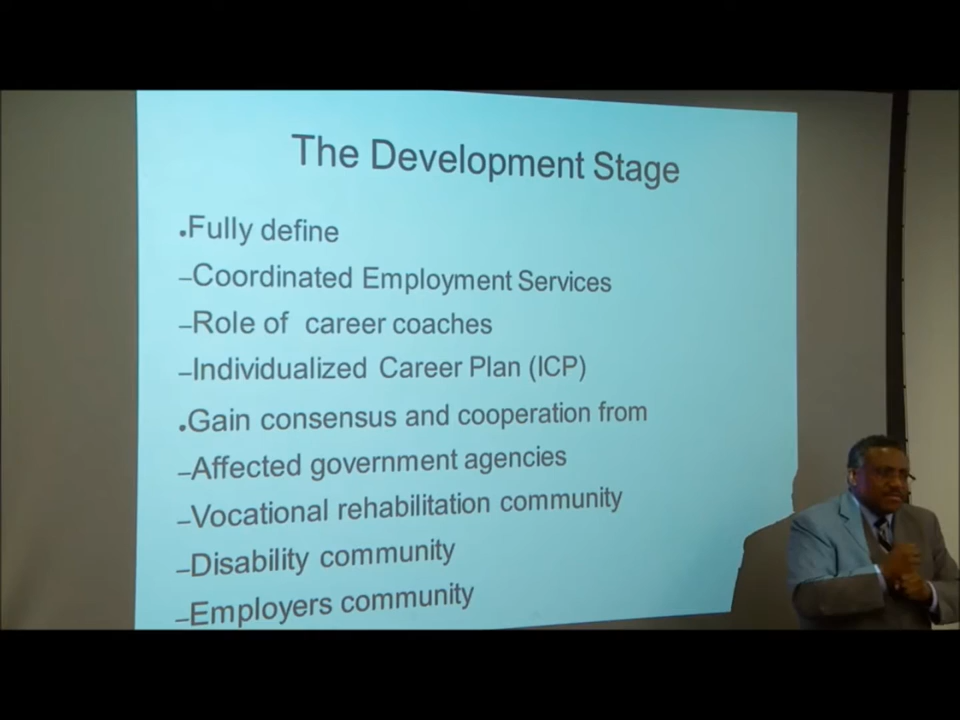 The Development Stage
•Fully define
–Coordinated Employment Services
–Role of career coaches
–Individualized Career Plan (ICP)
•Gain consensus and cooperation from
–Affected government agencies
–Vocational rehabilitation community
–Disability community
–Employers community